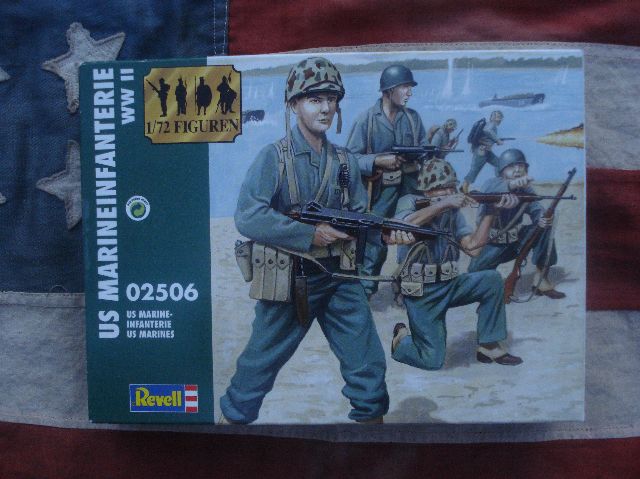 US MARINEINFANTERIE
WW II
1/72 FIGUREN
02506
US MARINE-
INFANTERIE
US MARINES
Revell